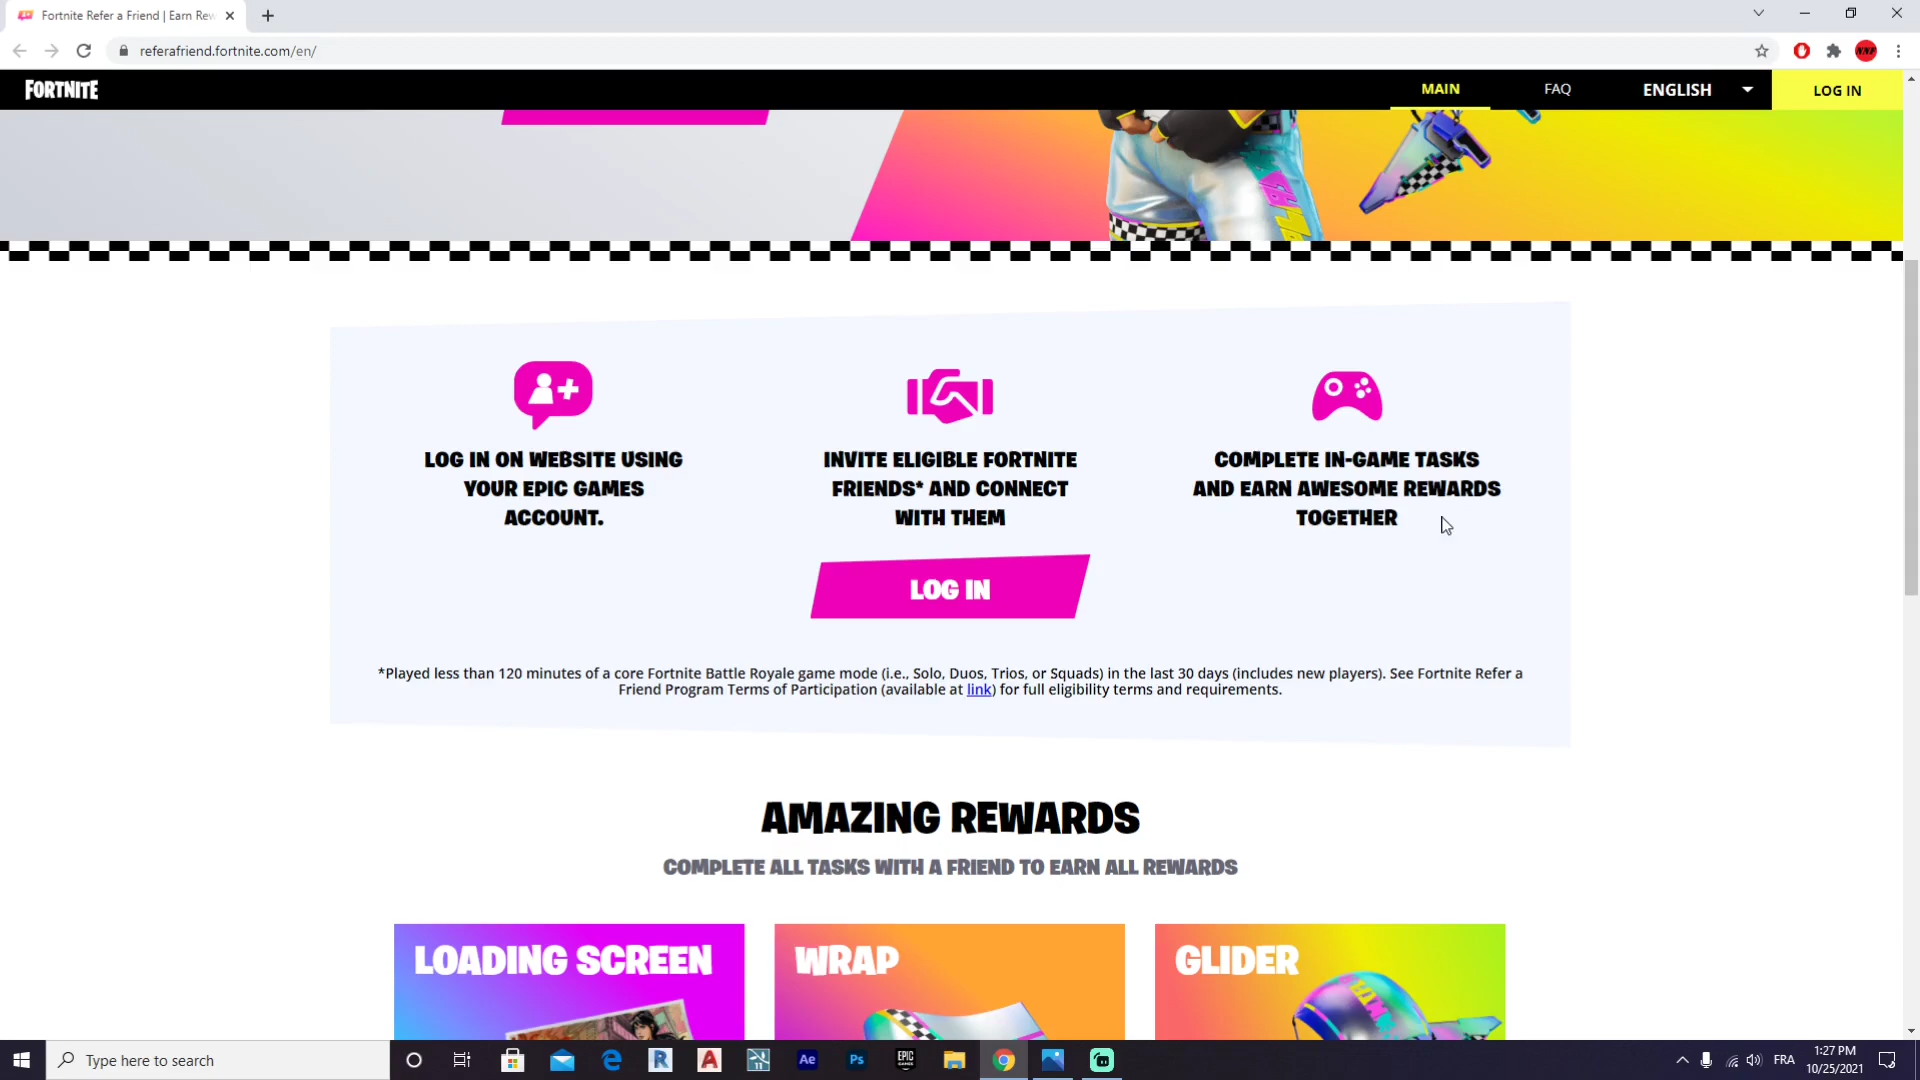 Fortnite Refer a Friend | Earn Rew
referafriend.fortnite.com/en/
FORTNITE
MAIN
FAQ
ENGLISH
LOG IN
LOG IN ON WEBSITE USING
YOUR EPIC GAMES
ACCOUNT.
INVITE ELIGIBLE FORTNITE
FRIENDS* AND CONNECT
WITH THEM
COMPLETE IN-GAME TASKS
AND EARN AWESOME REWARDS
TOGETHER
LOG IN
*Played less than 120 minutes of a core Fortnite Battle Royale game mode (i.e., Solo, Duos, Trios, or Squads) in the last 30 days (includes new players). See Fortnite Refer a
Friend Program Terms of Participation (available at link) for full eligibility terms and requirements.
AMAZING REWARDS
COMPLETE ALL TASKS WITH A FRIEND TO EARN ALL REWARDS
LOADING SCREEN
WRAP
GLIDER
Type here to search
R
A
Ae
Ps
EPIC
GAMES
FRA
1:27 PM
10/25/2021